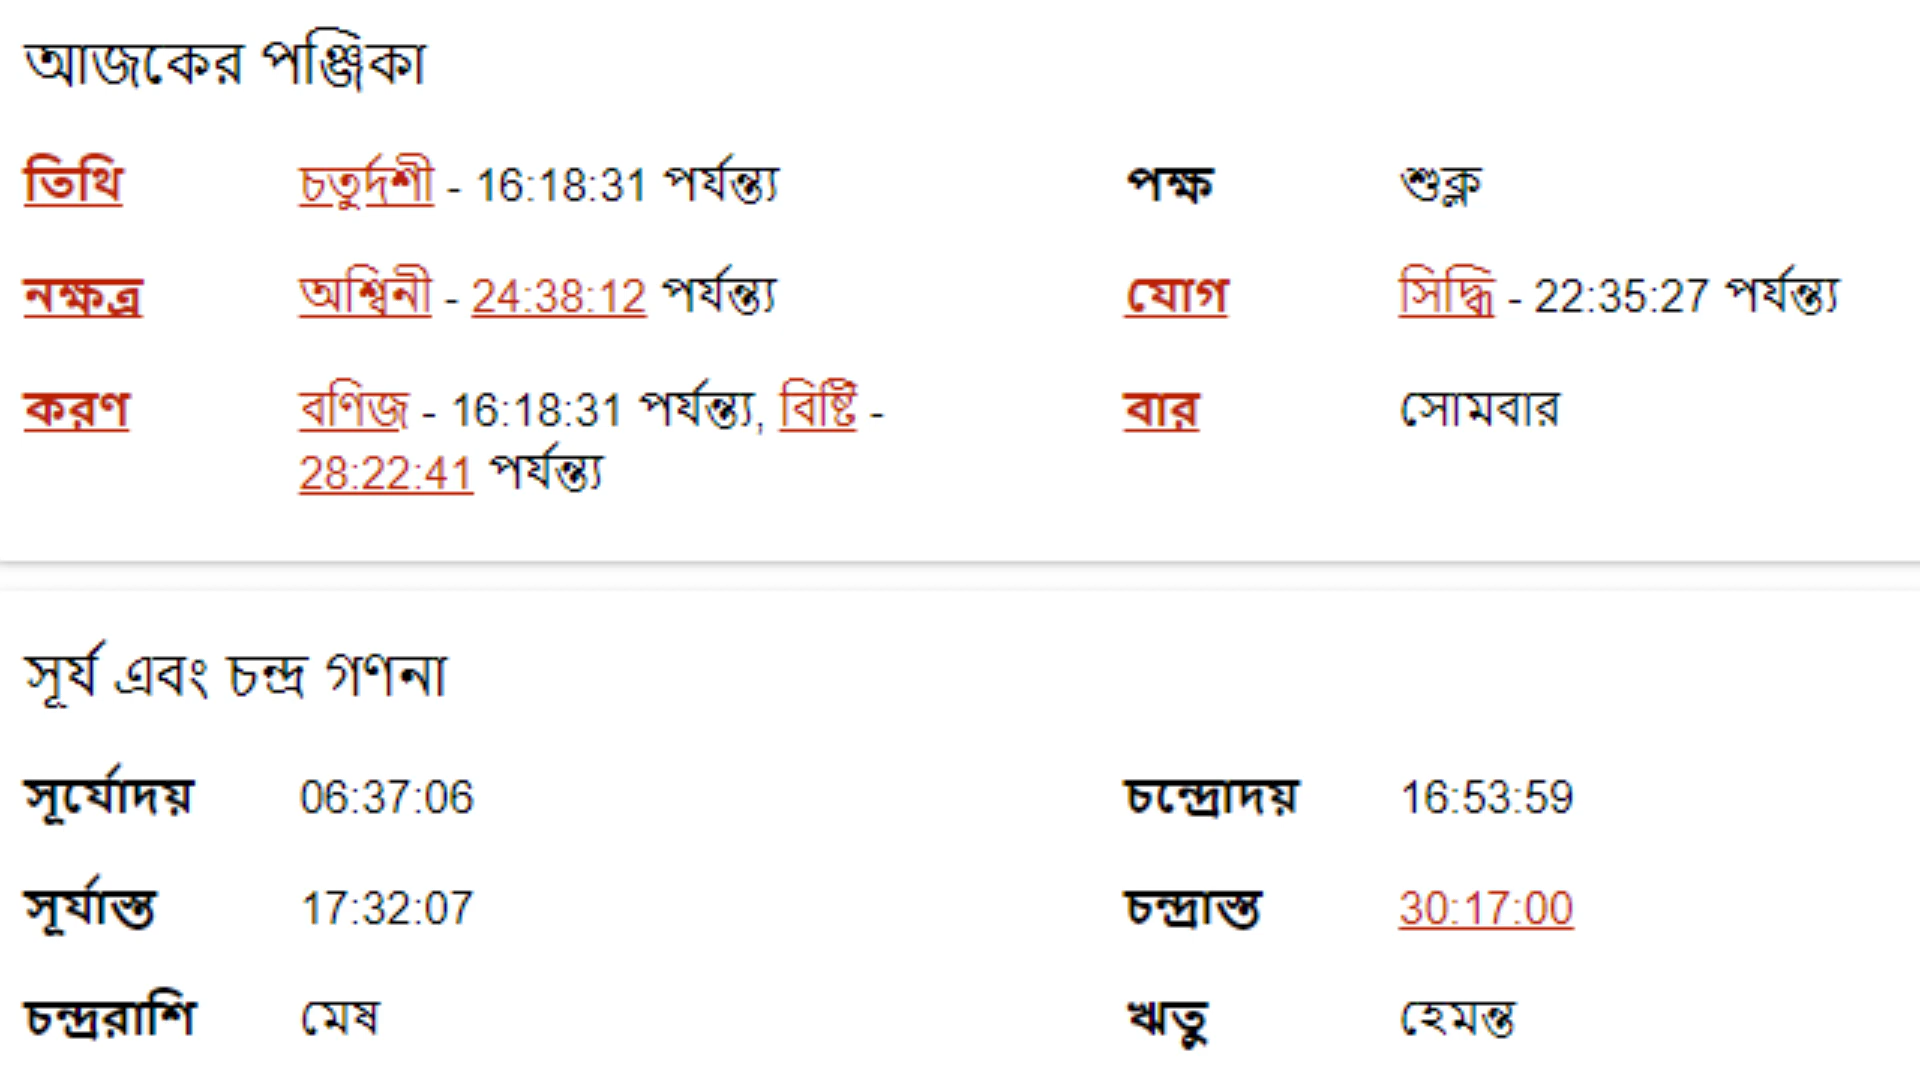 আজকের পঞ্জিকা
তিথি চতুর্দশী - 16:18:31 পর্যন্ত্য পক্ষ শুক্ল
নক্ষত্র অশ্বিনী - 24:38:12 পর্যন্ত্য যোগ সিদ্ধি - 22:35:27 পর্যন্ত্য
করণ বণিজ - 16:18:31 পর্যন্ত্য, বিষ্টি - বার সোমবার
28:22:41 পর্যন্ত্য
সূর্য এবং চন্দ্র গণনা
সূর্যোদয় 06:37:06 চন্দ্রোদয় 16:53:59
সূর্যাস্ত 17:32:07 চন্দ্রাস্ত 30:17:00
চন্দ্ররাশি মেষ ঋতু হেমন্ত